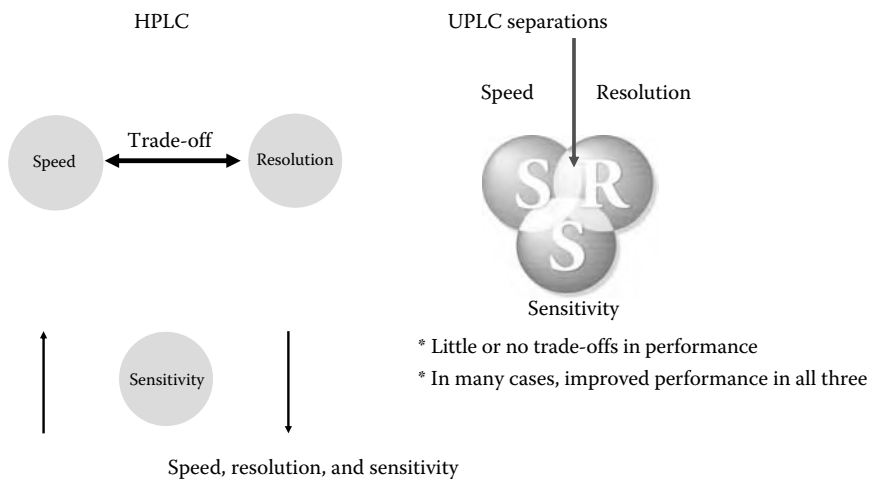 HPLC
UPLC separations
Speed
Resolution
Trade-off
Speed
Resolution
S R
S
Sensitivity
* Little or no trade-offs in performance
Sensitivity
* In many cases, improved performance in all three
Speed, resolution, and sensitivity